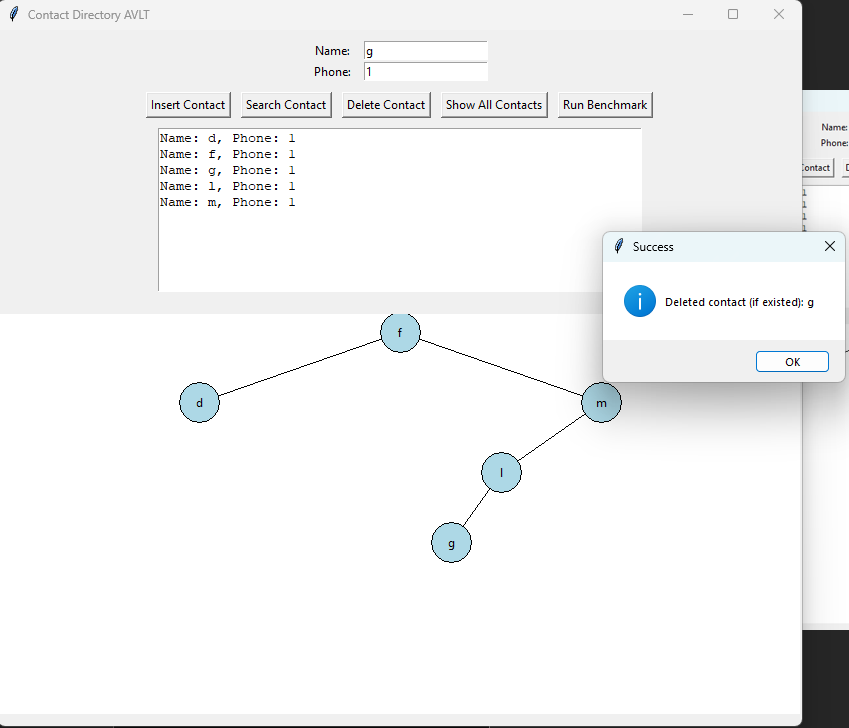 Contact Directory AVLT
Name: g
Phone: 1
Insert Contact Search Contact Delete Contact Show All Contacts Run Benchmark
Name: d, Phone: 1
Name: f, Phone: 1
Name: g, Phone: 1
Name: l, Phone: 1
Name: m, Phone: 1
Name:
Phone:
Contact
1
1
1
1
Success
Deleted contact (if existed): g
OK
f
d
m
l
g